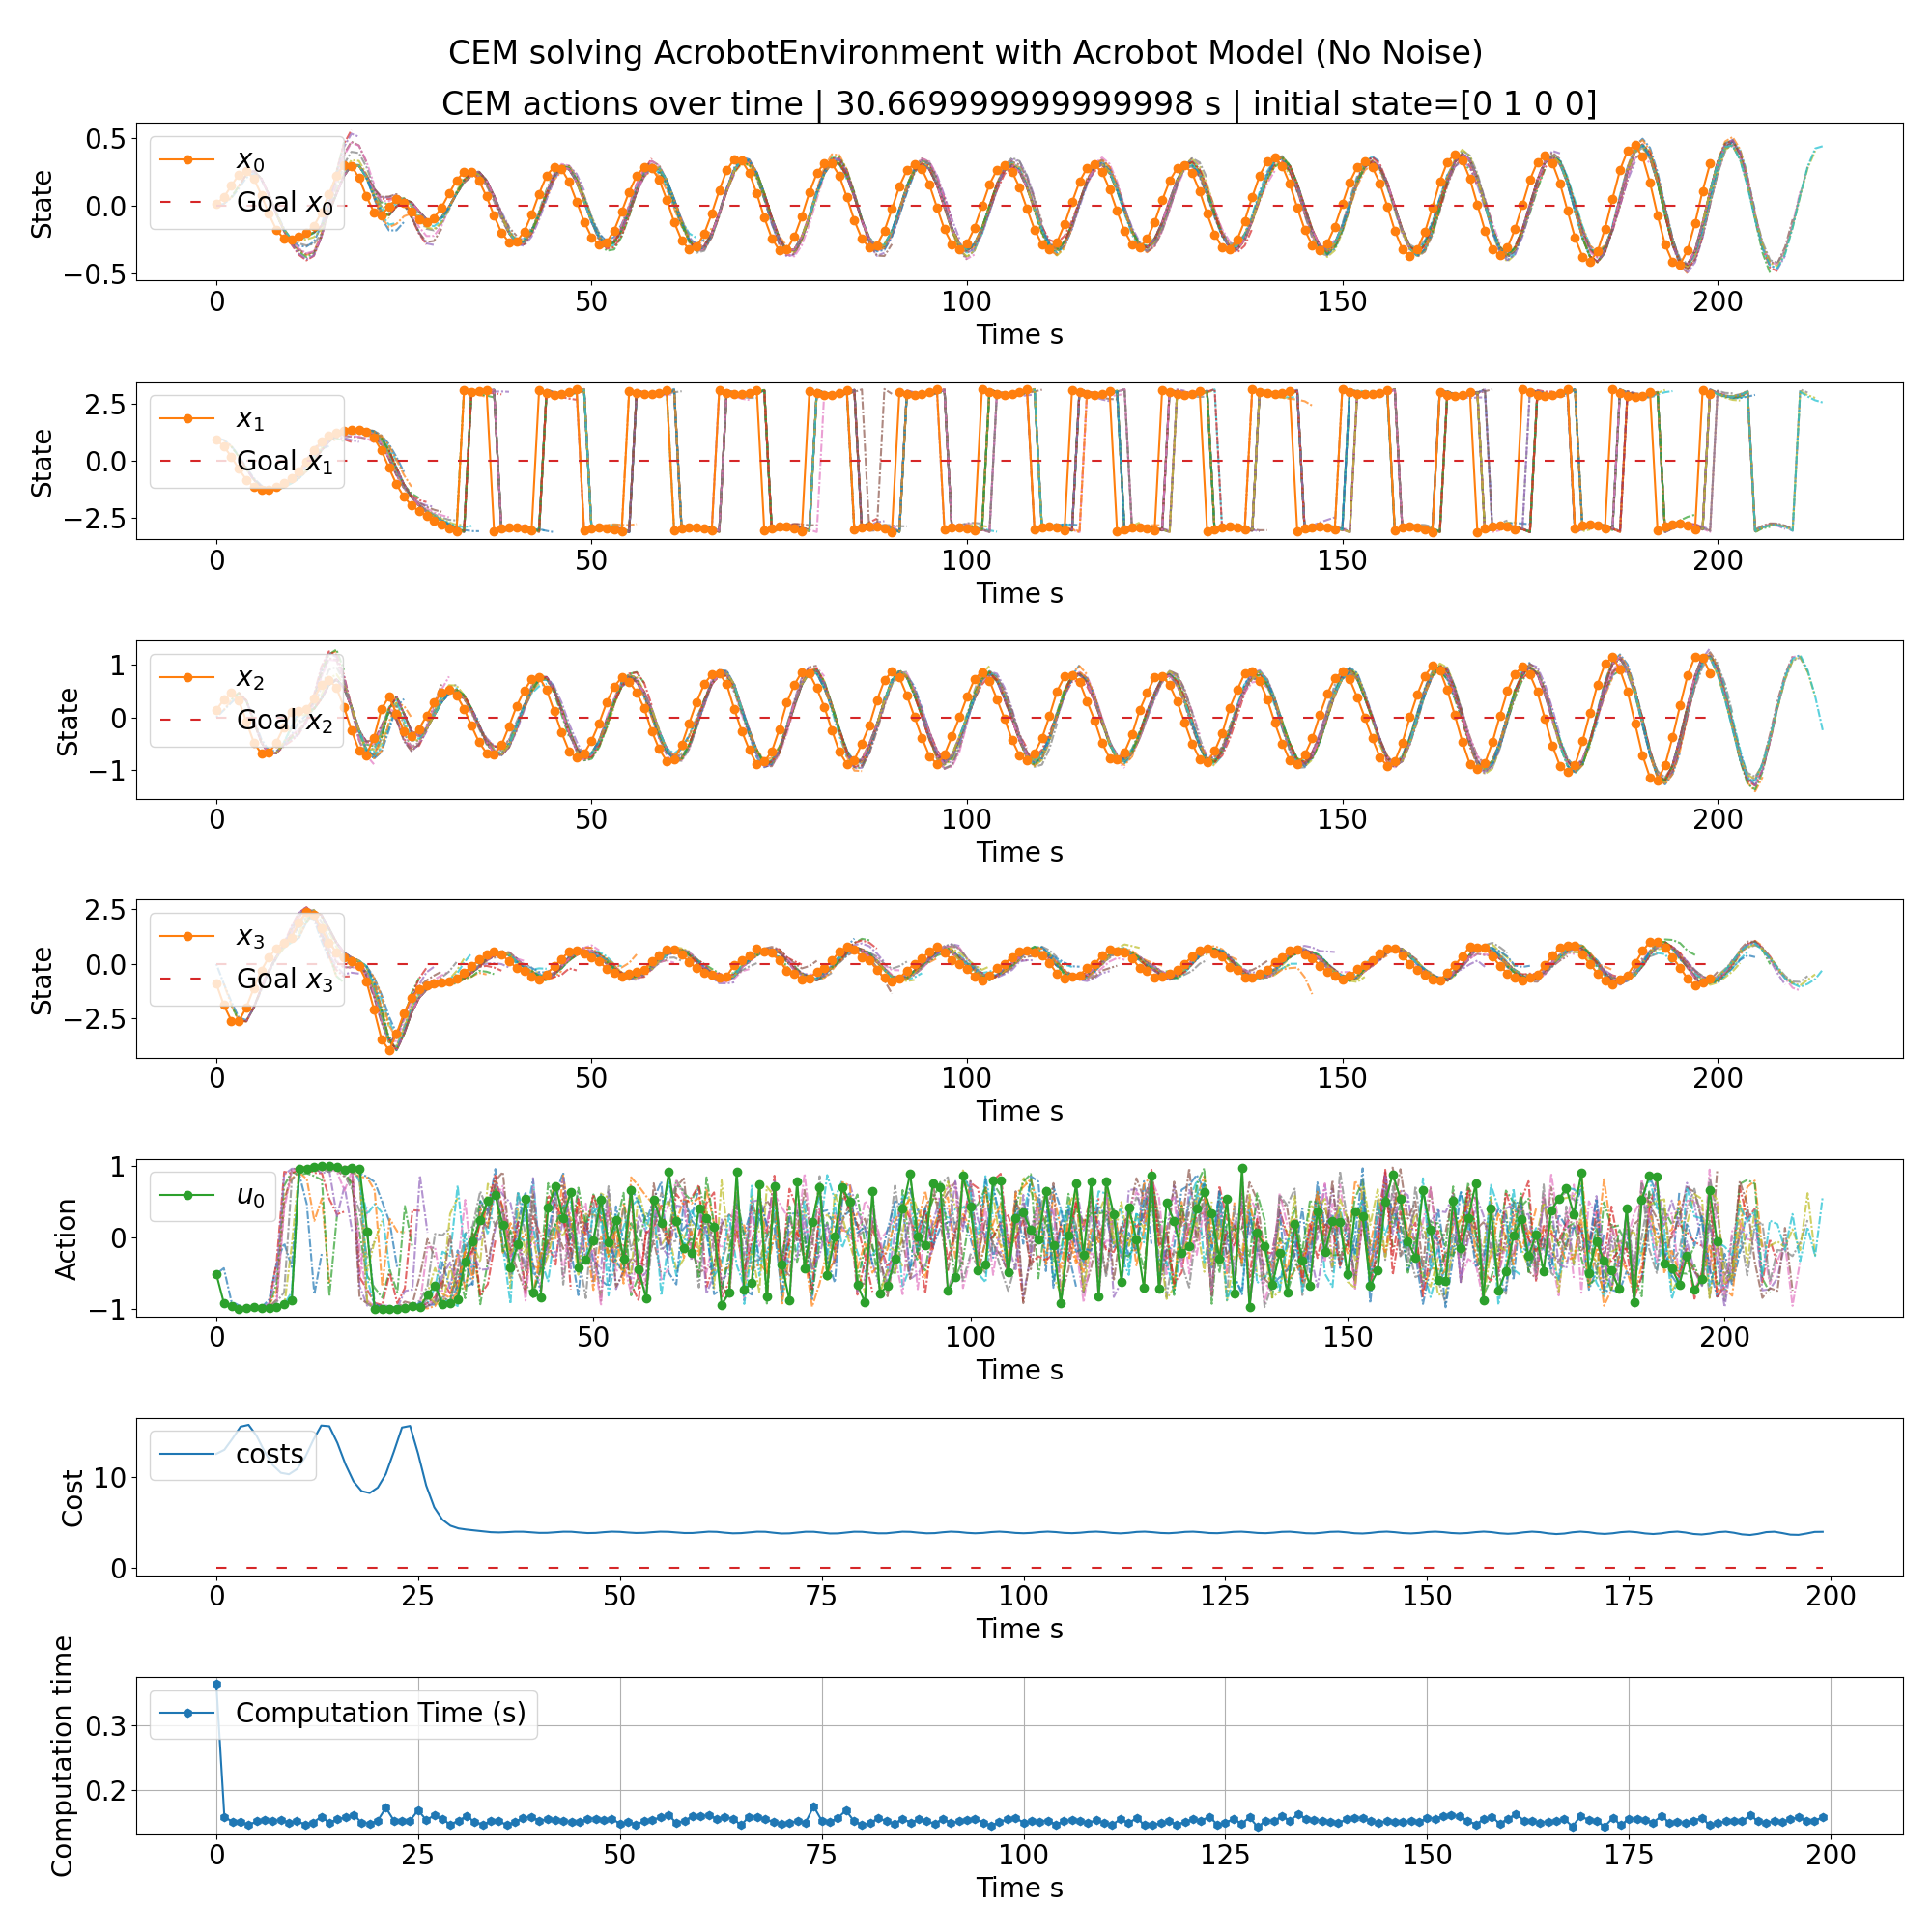 CEM solving AcrobotEnvironment with Acrobot Model (No Noise)
CEM actions over time | 30.669999999999998 s | initial state=[0 1 0 0]
State
0.5
0.0
−0.5
x0
Goal x0
0 50 100 150 200
Time s
State
2.5
0.0
−2.5
x1
Goal x1
0 50 100 150 200
Time s
State
1
0
−1
x2
Goal x2
0 50 100 150 200
Time s
State
2.5
0.0
−2.5
x3
Goal x3
0 50 100 150 200
Time s
Action
1
0
−1
u0
0 50 100 150 200
Time s
Cost
10
0
costs
0 25 50 75 100 125 150 175 200
Time s
Computation time
0.3
0.2
Computation Time (s)
0 25 50 75 100 125 150 175 200
Time s